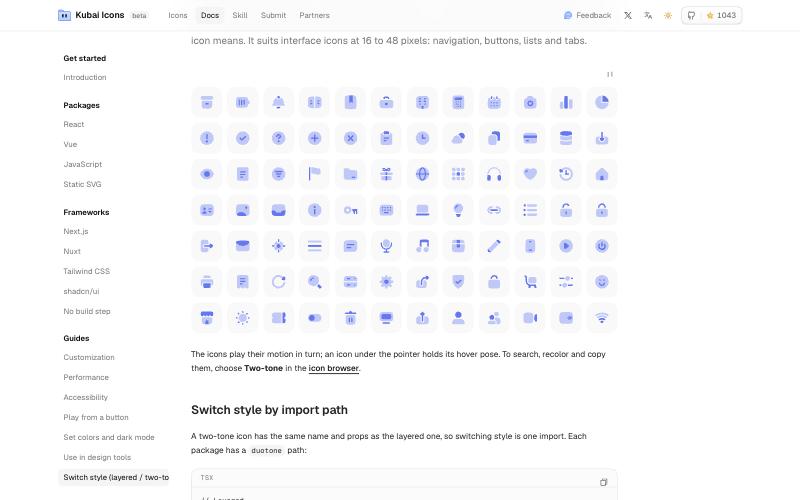 Kubai Icons beta Icons Docs Skill Submit Partners Feedback 1043
icon means. It suits interface icons at 16 to 48 pixels: navigation, buttons, lists and tabs.
Get started
Introduction
Packages
React
Vue
JavaScript
Static SVG
Frameworks
Next.js
Nuxt
Tailwind CSS
shadcn/ui
No build step
Guides
Customization
Performance
Accessibility
Play from a button
Set colors and dark mode
Use in design tools
Switch style (layered / two-to
The icons play their motion in turn; an icon under the pointer holds its hover pose. To search, recolor and copy
them, choose Two-tone in the icon browser.
Switch style by import path
A two-tone icon has the same name and props as the layered one, so switching style is one import. Each
package has a duotone path:
TSX